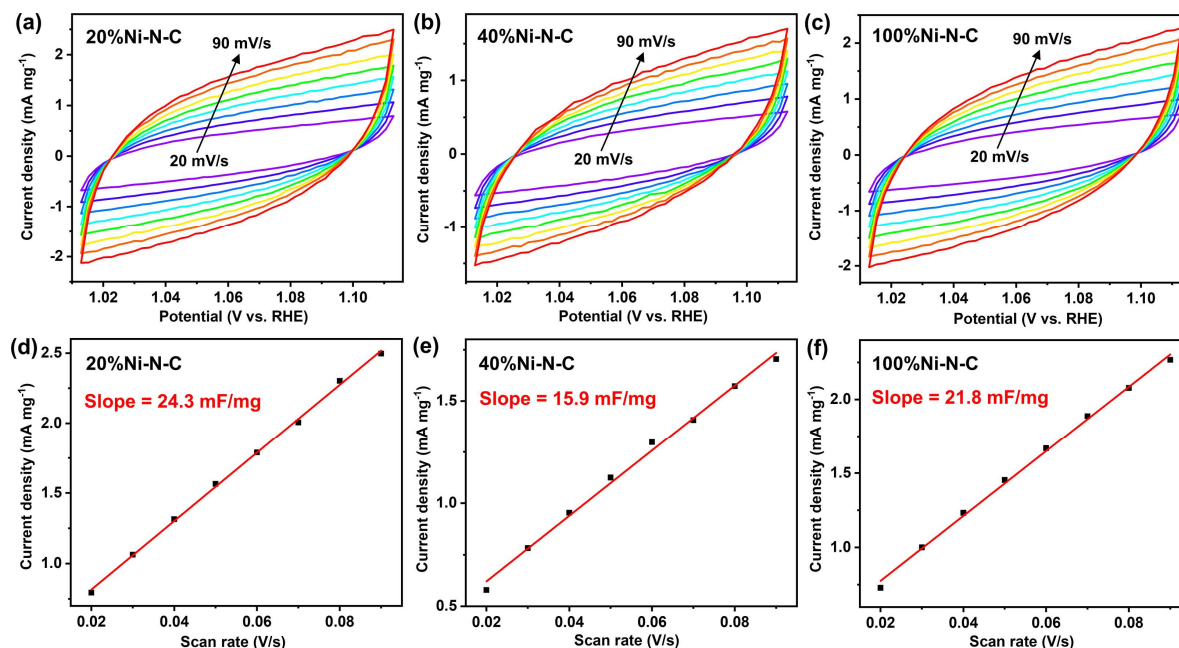 (a)
20%Ni-N-C
90 mV/s
20 mV/s
Current density (mA mg⁻¹)
2
1
0
-1
-2
1.02 1.04 1.06 1.08 1.10
Potential (V vs. RHE)
(b)
40%Ni-N-C
90 mV/s
20 mV/s
Current density (mA mg⁻¹)
1
0
-1
1.02 1.04 1.06 1.08 1.10
Potential (V vs. RHE)
(c)
100%Ni-N-C
90 mV/s
20 mV/s
Current density (mA mg⁻¹)
2
1
0
-1
-2
1.02 1.04 1.06 1.08 1.10
Potential (V vs. RHE)
(d)
20%Ni-N-C
Slope = 24.3 mF/mg
Current density (mA mg⁻¹)
2.5
2.0
1.5
1.0
0.02 0.04 0.06 0.08
Scan rate (V/s)
(e)
40%Ni-N-C
Slope = 15.9 mF/mg
Current density (mA mg⁻¹)
1.5
1.0
0.5
0.02 0.04 0.06 0.08
Scan rate (V/s)
(f)
100%Ni-N-C
Slope = 21.8 mF/mg
Current density (mA mg⁻¹)
2.0
1.5
1.0
0.02 0.04 0.06 0.08
Scan rate (V/s)